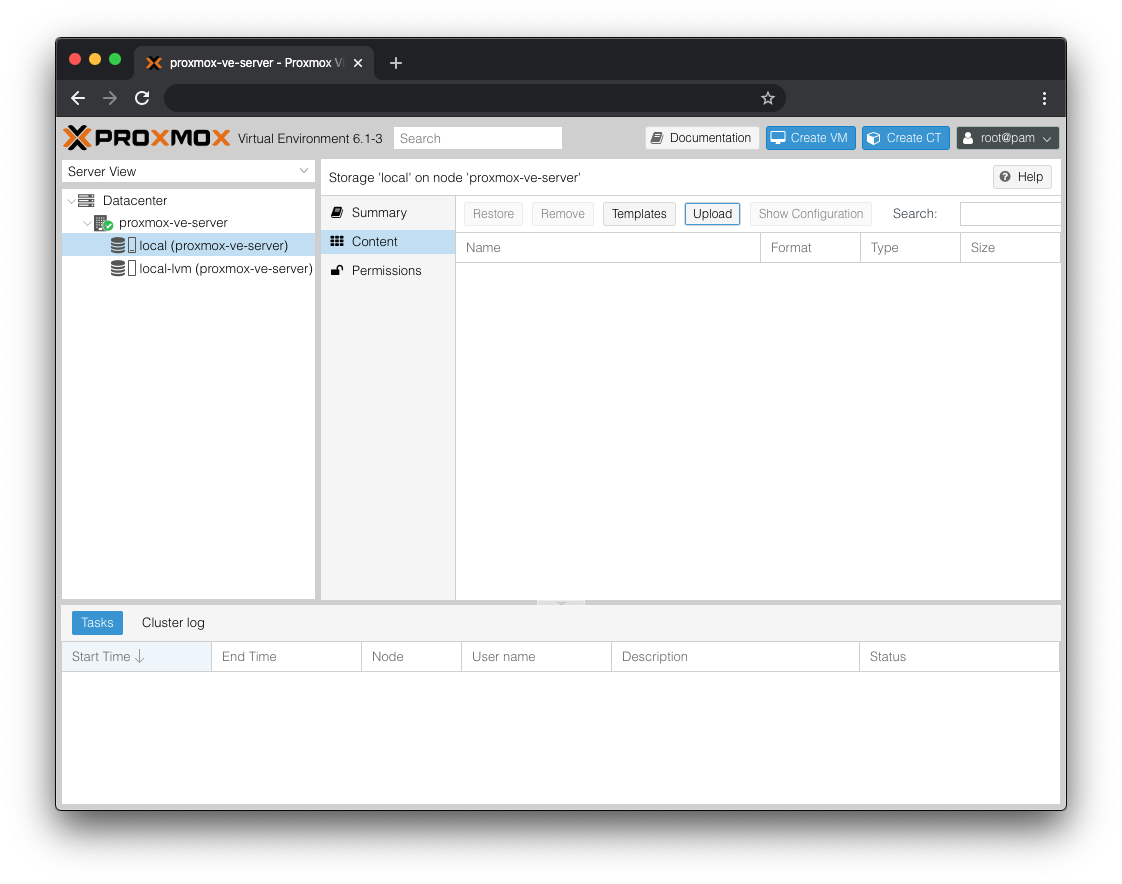 proxmox-ve-server - Proxmox Vi
PROXMOX Virtual Environment 6.1-3 Search Documentation Create VM Create CT root@pam
Server View
Storage 'local' on node 'proxmox-ve-server' Help
Datacenter
proxmox-ve-server
local (proxmox-ve-server)
local-lvm (proxmox-ve-server)
Summary
Content
Permissions
Restore Remove Templates Upload Show Configuration Search:
Name Format Type Size
Tasks Cluster log
Start Time End Time Node User name Description Status